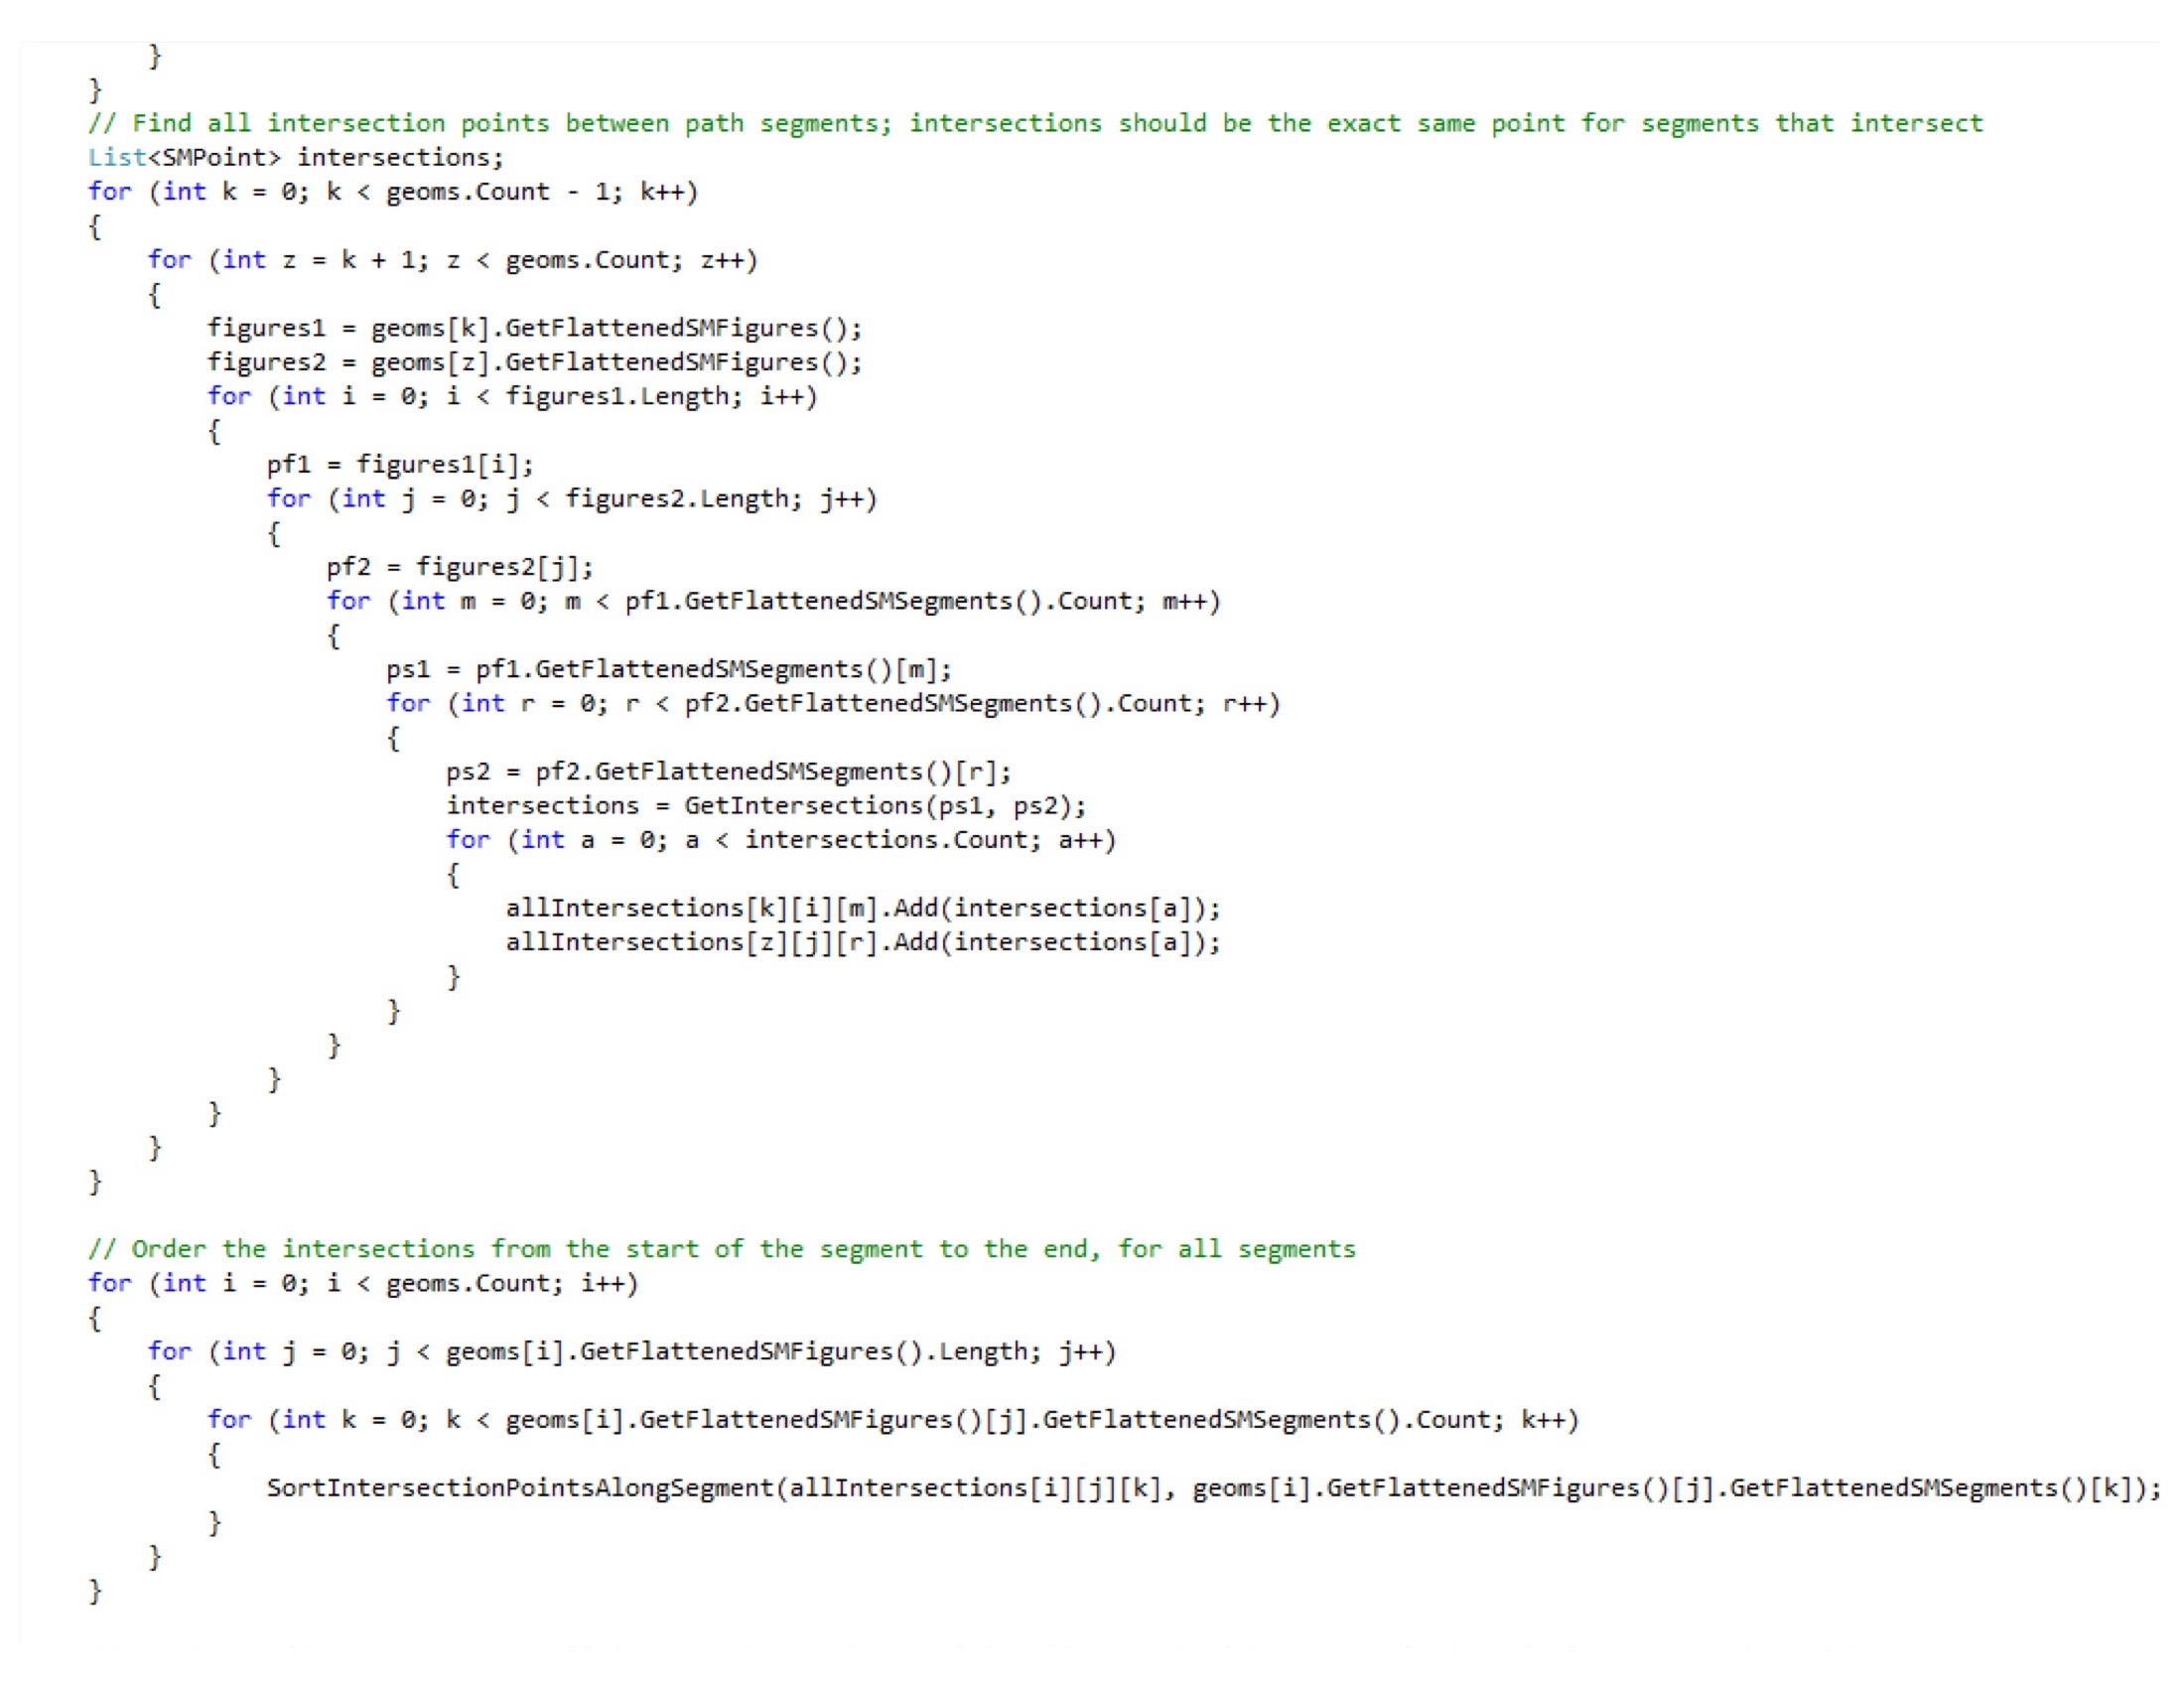 }
}
// Find all intersection points between path segments; intersections should be the exact same point for segments that intersect
List<SMPoint> intersections;
for (int k = 0; k < geoms.Count - 1; k++)
{
for (int z = k + 1; z < geoms.Count; z++)
{
figures1 = geoms[k].GetFlattenedSMFigures();
figures2 = geoms[z].GetFlattenedSMFigures();
for (int i = 0; i < figures1.Length; i++)
{
pf1 = figures1[i];
for (int j = 0; j < figures2.Length; j++)
{
pf2 = figures2[j];
for (int m = 0; m < pf1.GetFlattenedSMSegments().Count; m++)
{
ps1 = pf1.GetFlattenedSMSegments()[m];
for (int r = 0; r < pf2.GetFlattenedSMSegments().Count; r++)
{
ps2 = pf2.GetFlattenedSMSegments()[r];
intersections = GetIntersections(ps1, ps2);
for (int a = 0; a < intersections.Count; a++)
{
allIntersections[k][i][m].Add(intersections[a]);
allIntersections[z][j][r].Add(intersections[a]);
}
}
}
}
}
}
}
// Order the intersections from the start of the segment to the end, for all segments
for (int i = 0; i < geoms.Count; i++)
{
for (int j = 0; j < geoms[i].GetFlattenedSMFigures().Length; j++)
{
for (int k = 0; k < geoms[i].GetFlattenedSMFigures()[j].GetFlattenedSMSegments().Count; k++)
{
SortIntersectionPointsAlongSegment(allIntersections[i][j][k], geoms[i].GetFlattenedSMFigures()[j].GetFlattenedSMSegments()[k]);
}
}
}